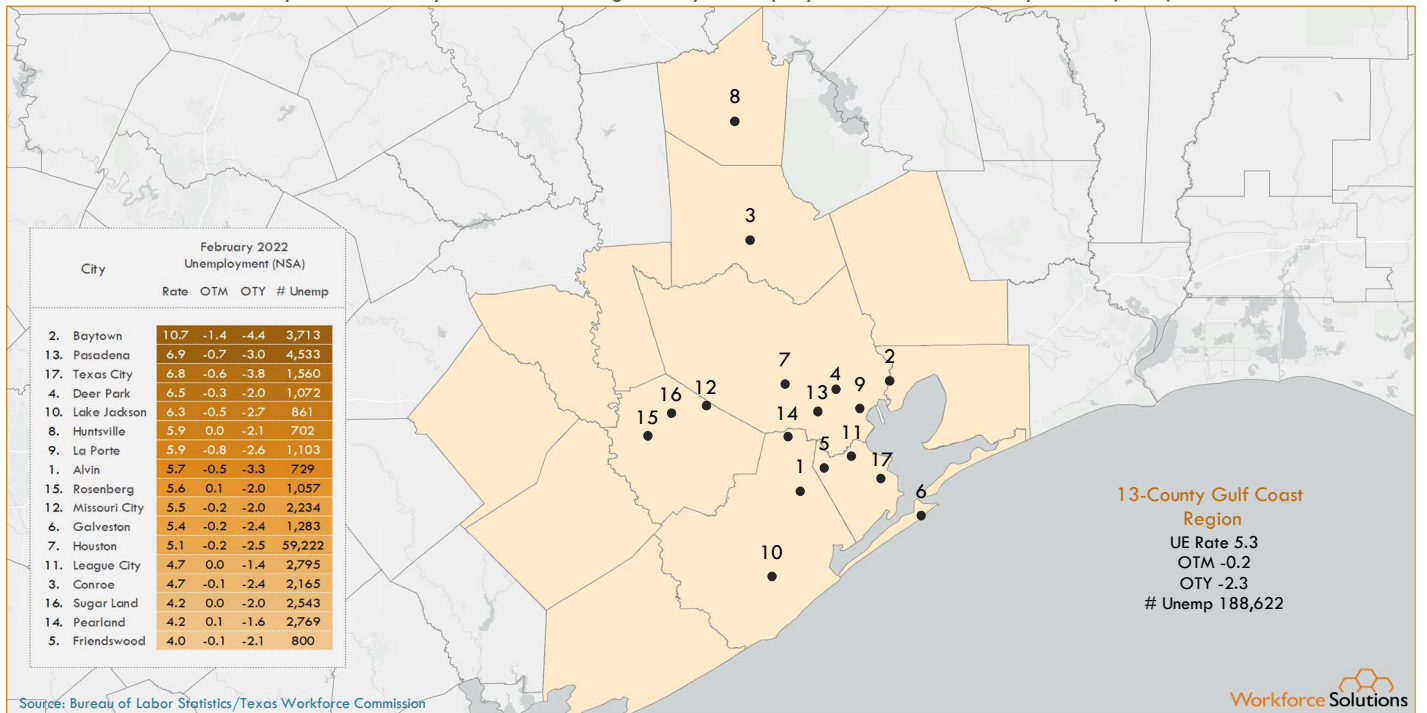 8
3
7
4
2
9
13
16
12
15
14
11
5
17
1
6
10
City
February 2022
Unemployment (NSA)
Rate OTM OTY # Unemp
2. Baytown 10.7 -1.4 -4.4 3,713
13. Pasadena 6.9 -0.7 -3.0 4,533
17. Texas City 6.8 -0.6 -3.8 1,560
4. Deer Park 6.5 -0.3 -2.0 1,072
10. Lake Jackson 6.3 -0.5 -2.7 861
8. Huntsville 5.9 0.0 -2.1 702
9. La Porte 5.9 -0.8 -2.6 1,103
1. Alvin 5.7 -0.5 -3.3 729
15. Rosenberg 5.6 0.1 -2.0 1,057
12. Missouri City 5.5 -0.2 -2.0 2,234
6. Galveston 5.4 -0.2 -2.4 1,283
7. Houston 5.1 -0.2 -2.5 59,222
11. League City 4.7 0.0 -1.4 2,795
3. Conroe 4.7 -0.1 -2.4 2,165
16. Sugar Land 4.2 0.0 -2.0 2,543
14. Pearland 4.2 0.1 -1.6 2,769
5. Friendswood 4.0 -0.1 -2.1 800
13-County Gulf Coast
Region
UE Rate 5.3
OTM -0.2
OTY -2.3
# Unemp 188,622
Source: Bureau of Labor Statistics/Texas Workforce Commission
Workforce Solutions